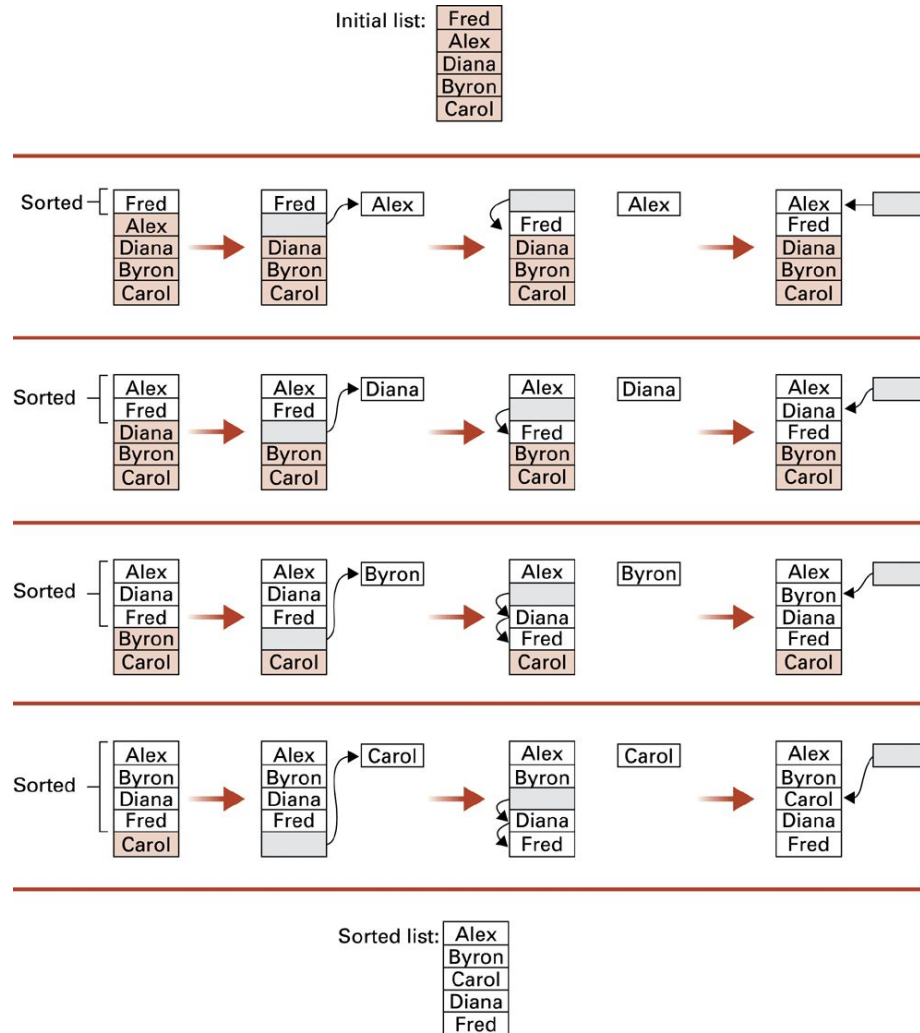 Initial list: Fred
Alex
Diana
Byron
Carol
Sorted Fred Fred Alex Alex Alex
Alex Fred Fred
Diana Diana Diana Diana
Byron Byron Byron Byron
Carol Carol Carol Carol
Sorted Alex Alex Diana Alex Diana Alex
Fred Fred Diana
Diana Fred Fred
Byron Byron Byron Byron
Carol Carol Carol Carol
Sorted Alex Alex Byron Alex Byron Alex
Diana Diana Byron
Fred Fred Diana Diana
Byron Fred Fred
Carol Carol Carol Carol
Sorted Alex Alex Carol Alex Carol Alex
Byron Byron Byron Byron
Diana Diana Carol
Fred Fred Diana Diana
Carol Fred Fred
Sorted list: Alex
Byron
Carol
Diana
Fred